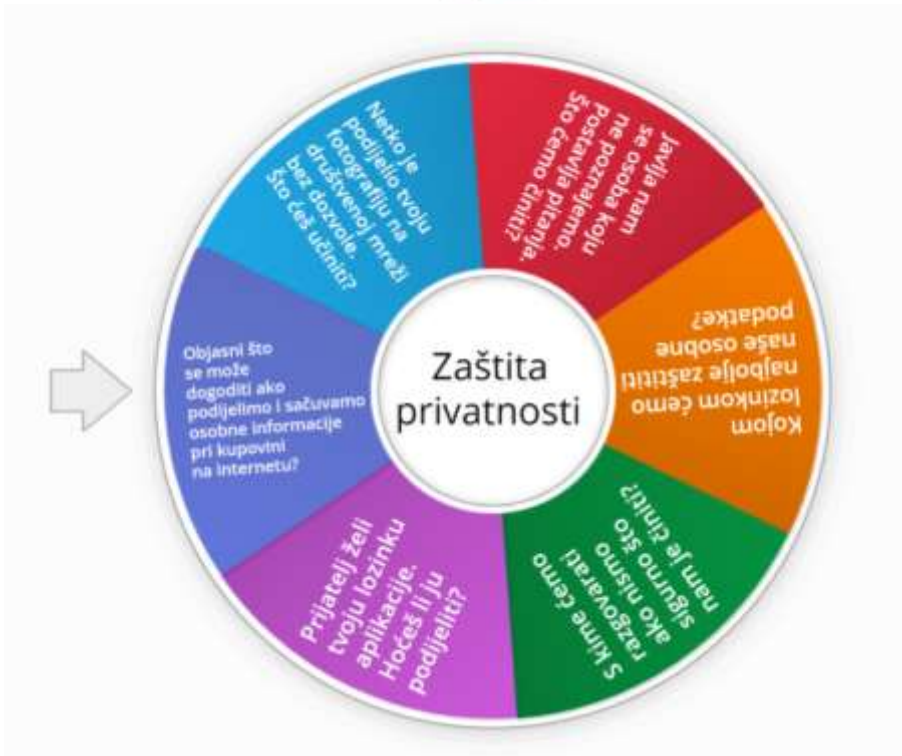 Zaštita
privatnosti
Netko je
podijelio tvoju
fotografiju na
društvenoj mreži
bez dozvole.
Što ćeš učiniti?
Javlja nam
se osoba koju
ne poznajemo.
Postavlja pitanja.
Što ćemo činiti?
Kojom
lozinkom ćemo
najbolje zaštititi
naše osobne
podatke?
S kime ćemo
razgovarati
ako nismo
sigurno što
nam je činiti?
Prijatelj želi
tvoju lozinku
aplikacije.
Hoćeš li ju
podijeliti?
Objasni što
se može
dogoditi ako
podijelimo i sačuvamo
osobne informacije
pri kupovini
na internetu?